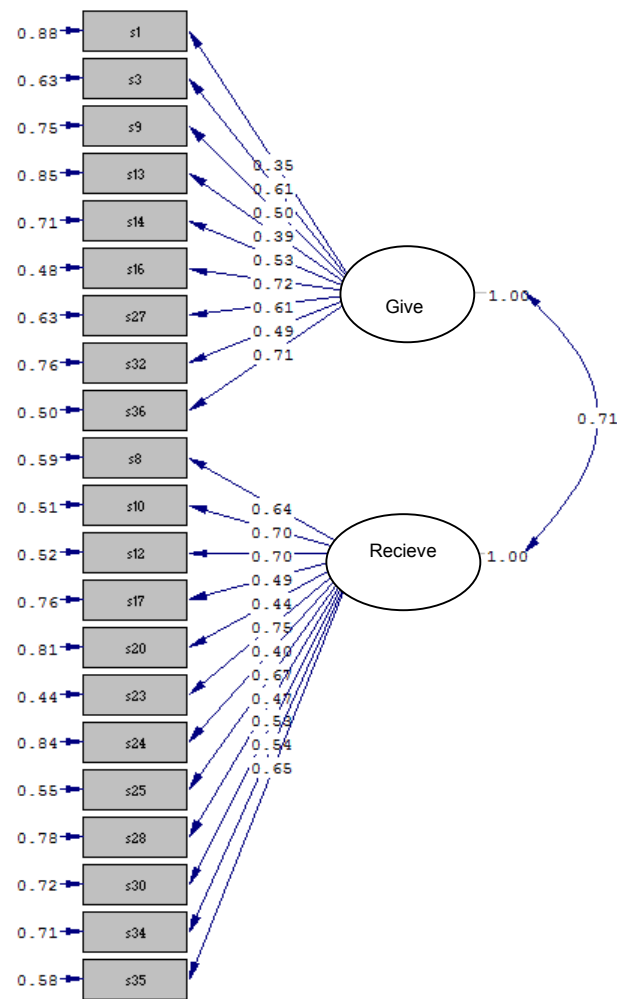 0.88 s1
0.63 s3
0.75 s9
0.85 s13
0.71 s14
0.48 s16
0.63 s27
0.76 s32
0.50 s36
0.59 s8
0.51 s10
0.52 s12
0.76 s17
0.81 s20
0.44 s23
0.84 s24
0.55 s25
0.78 s28
0.72 s30
0.71 s34
0.58 s35
0.35
0.61
0.50
0.39
0.53
0.72
0.61
0.49
0.71
0.64
0.70
0.70
0.49
0.44
0.75
0.40
0.67
0.47
0.53
0.54
0.65
Give
1.00
Recieve
1.00
0.71